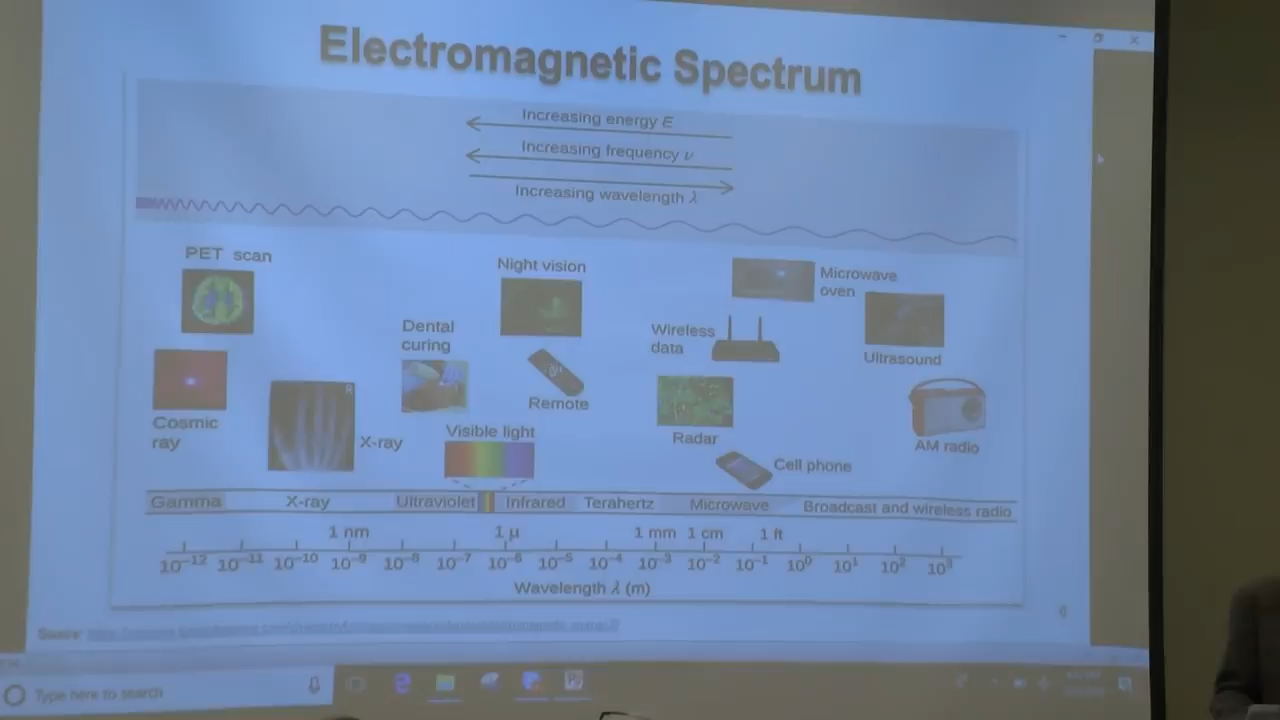 Electromagnetic Spectrum
Increasing energy E
Increasing frequency ν
Increasing wavelength λ
PET scan
Night vision
Microwave
oven
Dental
curing
Wireless
data
Ultrasound
Remote
Cosmic
ray
X-ray
Visible light
Radar
AM radio
Cell phone
Gamma X-ray Ultraviolet Infrared Terahertz Microwave Broadcast and wireless radio
1 nm 1 μ 1 mm 1 cm 1 ft
10⁻¹² 10⁻¹¹ 10⁻¹⁰ 10⁻⁹ 10⁻⁸ 10⁻⁷ 10⁻⁶ 10⁻⁵ 10⁻⁴ 10⁻³ 10⁻² 10⁻¹ 10⁰ 10¹ 10² 10³
Wavelength λ (m)
Source:
Type here to search